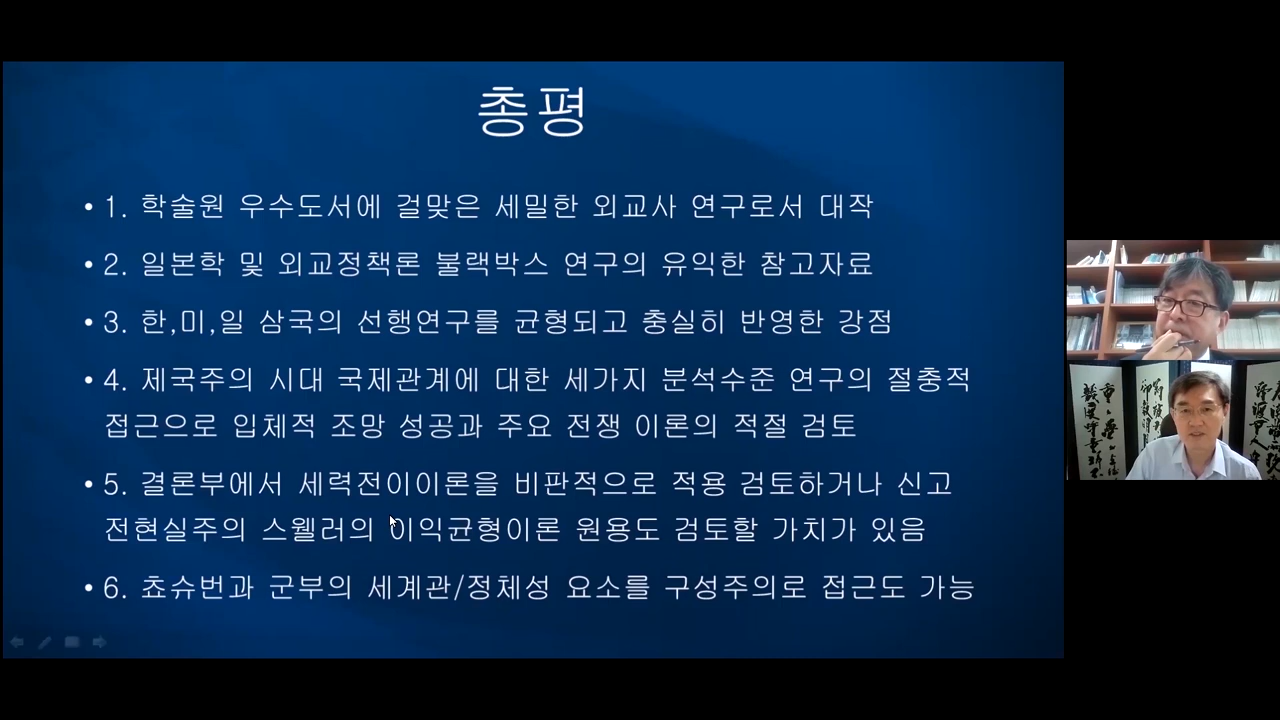 총평
• 1. 학술원 우수도서에 걸맞은 세밀한 외교사 연구로서 대작
• 2. 일본학 및 외교정책론 불랙박스 연구의 유익한 참고자료
• 3. 한,미,일 삼국의 선행연구를 균형되고 충실히 반영한 강점
• 4. 제국주의 시대 국제관계에 대한 세가지 분석수준 연구의 절충적
접근으로 입체적 조망 성공과 주요 전쟁 이론의 적절 검토
• 5. 결론부에서 세력전이이론을 비판적으로 적용 검토하거나 신고
전현실주의 스웰러의 이익균형이론 원용도 검토할 가치가 있음
• 6. 쵸슈번과 군부의 세계관/정체성 요소를 구성주의로 접근도 가능